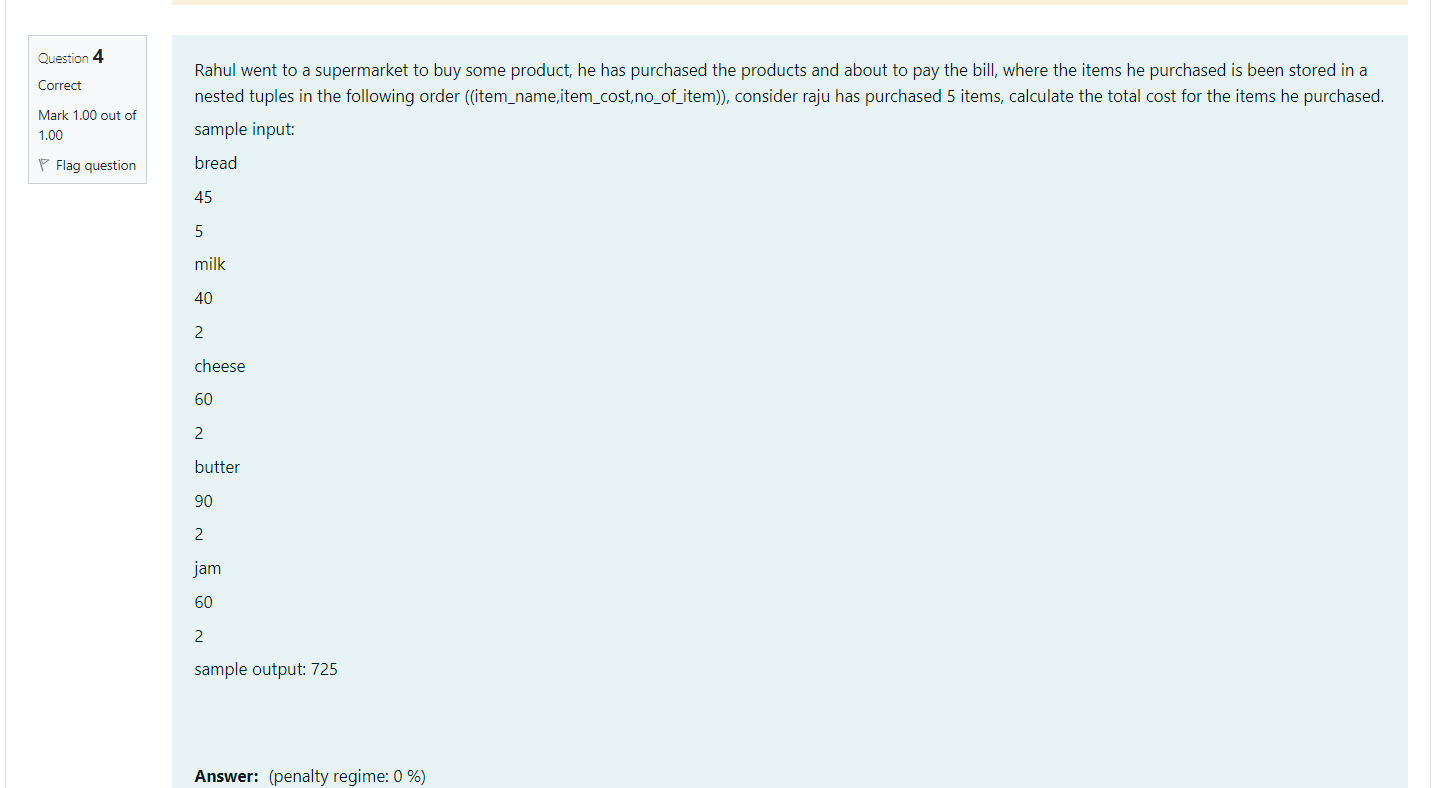 Question 4
Correct
Mark 1.00 out of
1.00
Flag question
Rahul went to a supermarket to buy some product, he has purchased the products and about to pay the bill, where the items he purchased is been stored in a
nested tuples in the following order ((item_name,item_cost,no_of_item)), consider raju has purchased 5 items, calculate the total cost for the items he purchased.
sample input:
bread
45
5
milk
40
2
cheese
60
2
butter
90
2
jam
60
2
sample output: 725
Answer: (penalty regime: 0 %)